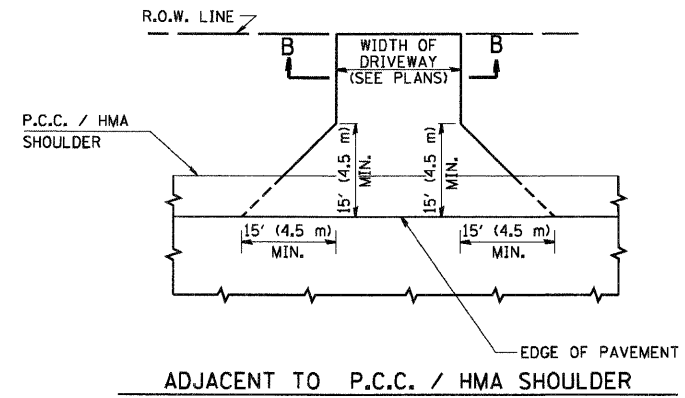 R.O.W. LINE
B
B
WIDTH OF
DRIVEWAY
(SEE PLANS)
P.C.C. / HMA
SHOULDER
15' (4.5 m)
MIN.
15' (4.5 m)
MIN.
15' (4.5 m)
MIN.
15' (4.5 m)
MIN.
EDGE OF PAVEMENT
ADJACENT TO P.C.C. / HMA SHOULDER